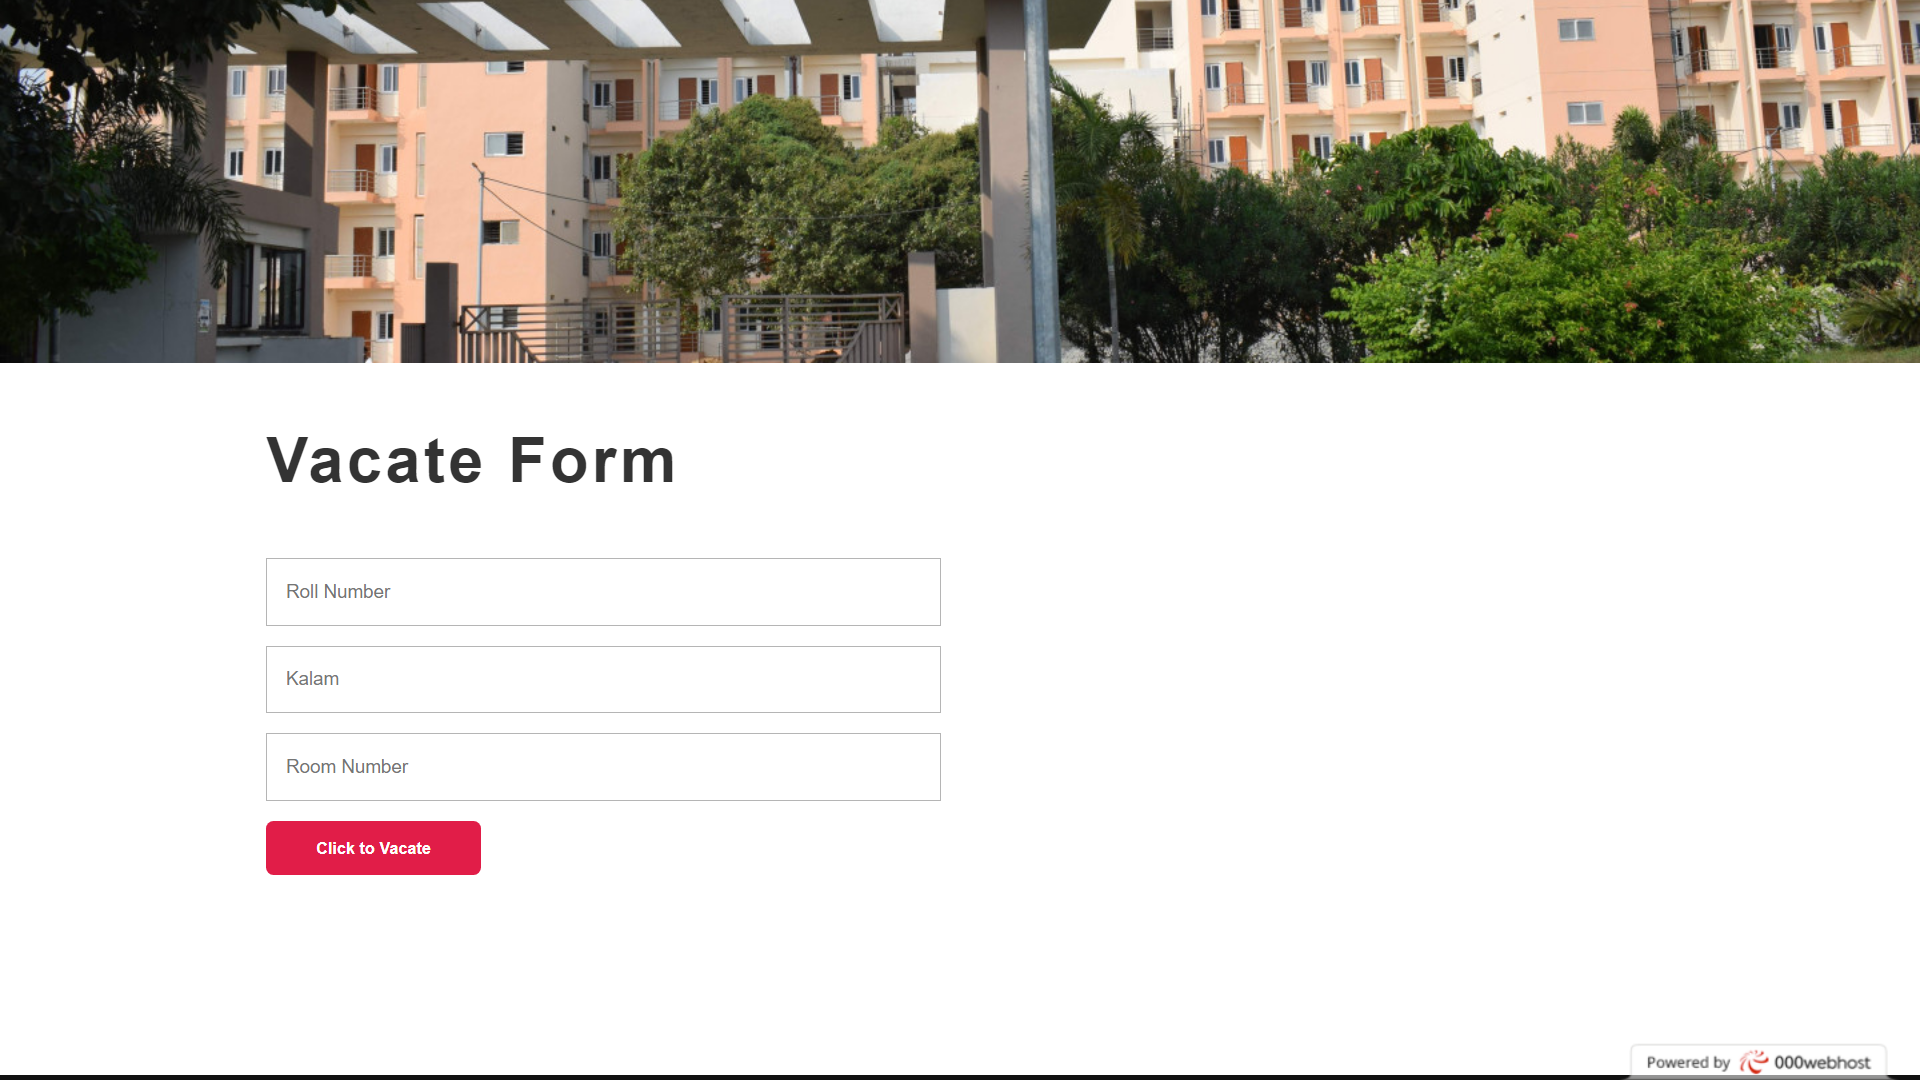 Vacate Form
Roll Number
Kalam
Room Number
Click to Vacate
Powered by 000webhost